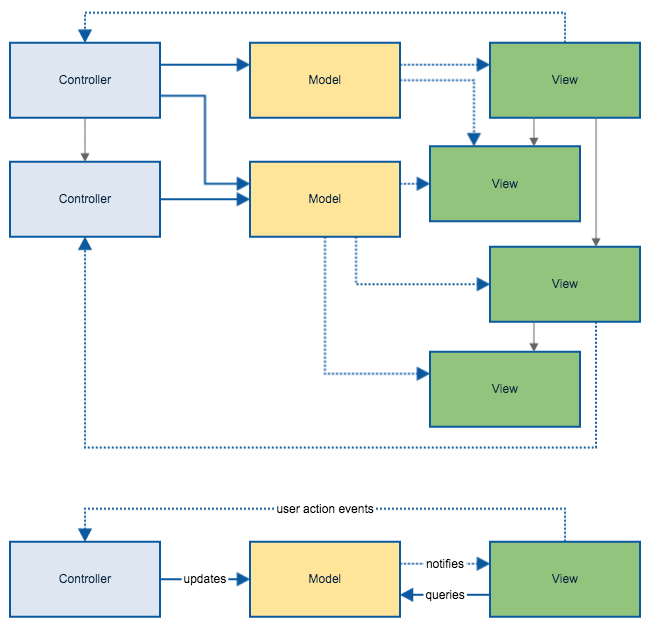 Controller
Model
View
View
Controller
Model
View
View
user action events
Controller
updates
Model
notifies
queries
View